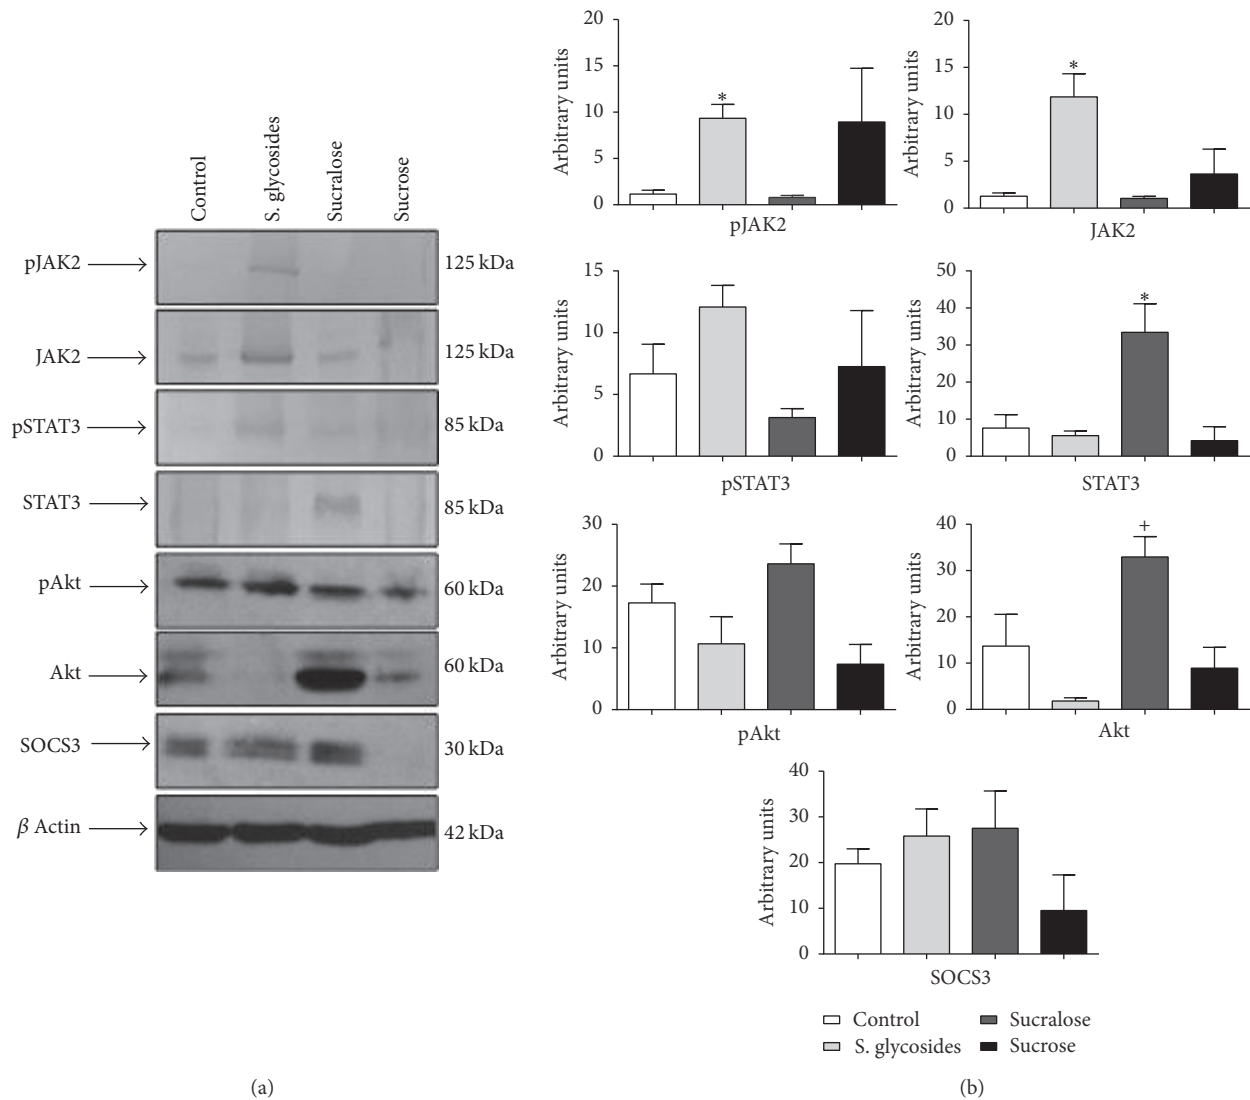 Control
S. glycosides
Sucralose
Sucrose
pJAK2
125 kDa
JAK2
125 kDa
pSTAT3
85 kDa
STAT3
85 kDa
pAkt
60 kDa
Akt
60 kDa
SOCS3
30 kDa
β Actin
42 kDa
(a)
Arbitrary units
20
15
10
5
0
*
pJAK2
Arbitrary units
20
15
10
5
0
*
JAK2
Arbitrary units
15
10
5
0
pSTAT3
Arbitrary units
50
40
30
20
10
0
*
STAT3
Arbitrary units
30
20
10
0
pAkt
Arbitrary units
40
30
20
10
0
+
Akt
Arbitrary units
40
30
20
10
0
SOCS3
Control
S. glycosides
Sucralose
Sucrose
(b)